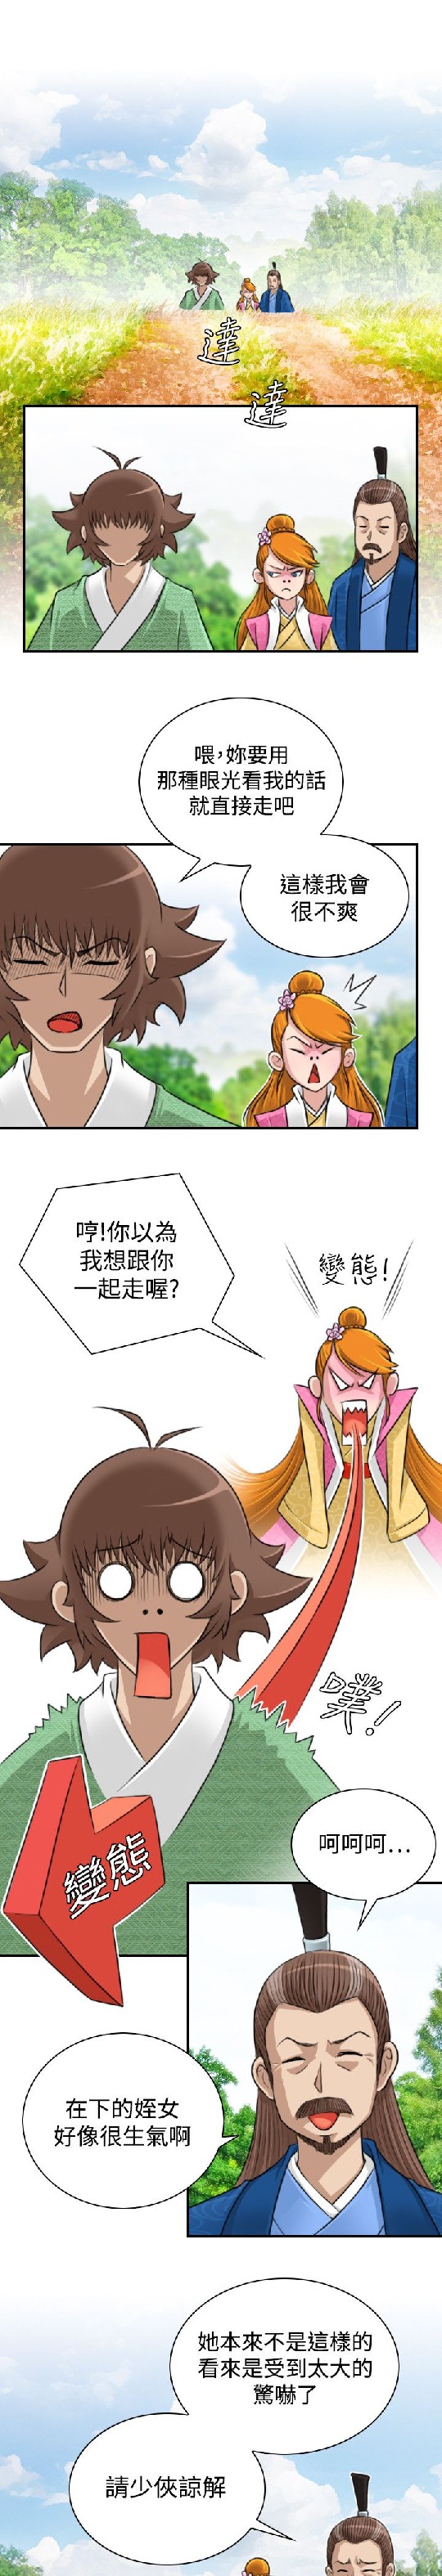 達
達
喂，妳要用
那種眼光看我的話
就直接走吧
這樣我會
很不爽
哼!你以為
我想跟你
一起走喔?
變態!
噗!
變態
呵呵呵...
在下的姪女
好像很生氣啊
她本來不是這樣的
看來是受到太大的
驚嚇了
請少俠諒解